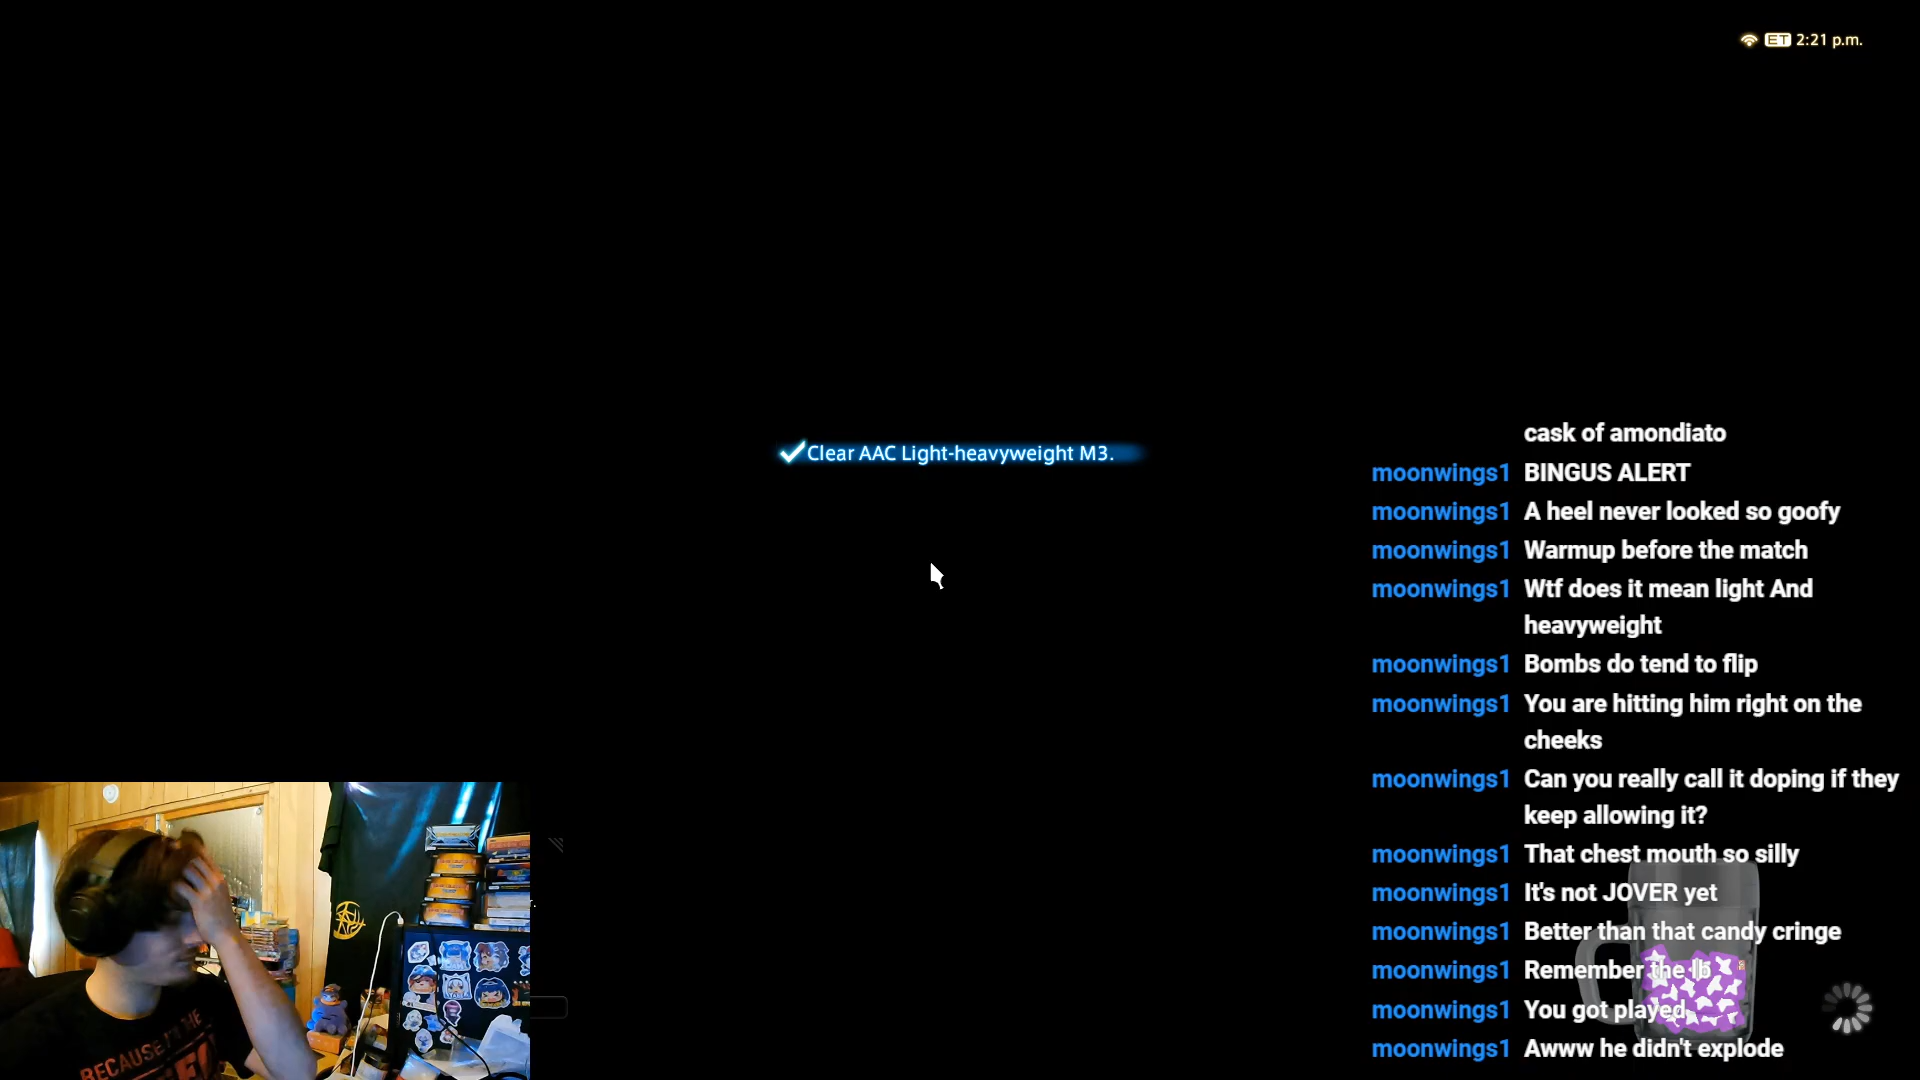 ET 2:21 p.m.
Clear AAC Light-heavyweight M3.
cask of amondiato
moonwings1 BINGUS ALERT
moonwings1 A heel never looked so goofy
moonwings1 Warmup before the match
moonwings1 Wtf does it mean light And
heavyweight
moonwings1 Bombs do tend to flip
moonwings1 You are hitting him right on the
cheeks
moonwings1 Can you really call it doping if they
keep allowing it?
moonwings1 That chest mouth so silly
moonwings1 It's not JOVER yet
moonwings1 Better than that candy cringe
moonwings1 Remember the lb
moonwings1 You got played
moonwings1 Awww he didn't explode
BECAUSE I'M THE